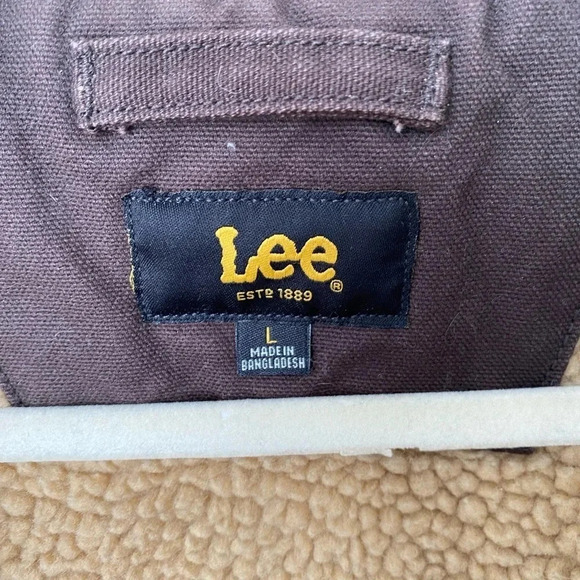 Lee
®
ESTD 1889
L
MADE IN
BANGLADESH